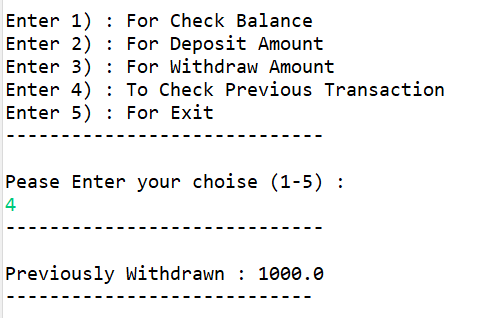 Enter 1) : For Check Balance
Enter 2) : For Deposit Amount
Enter 3) : For Withdraw Amount
Enter 4) : To Check Previous Transaction
Enter 5) : For Exit
-----------------------------
Pease Enter your choise (1-5) :
4
-----------------------------
Previously Withdrawn : 1000.0
----------------------------